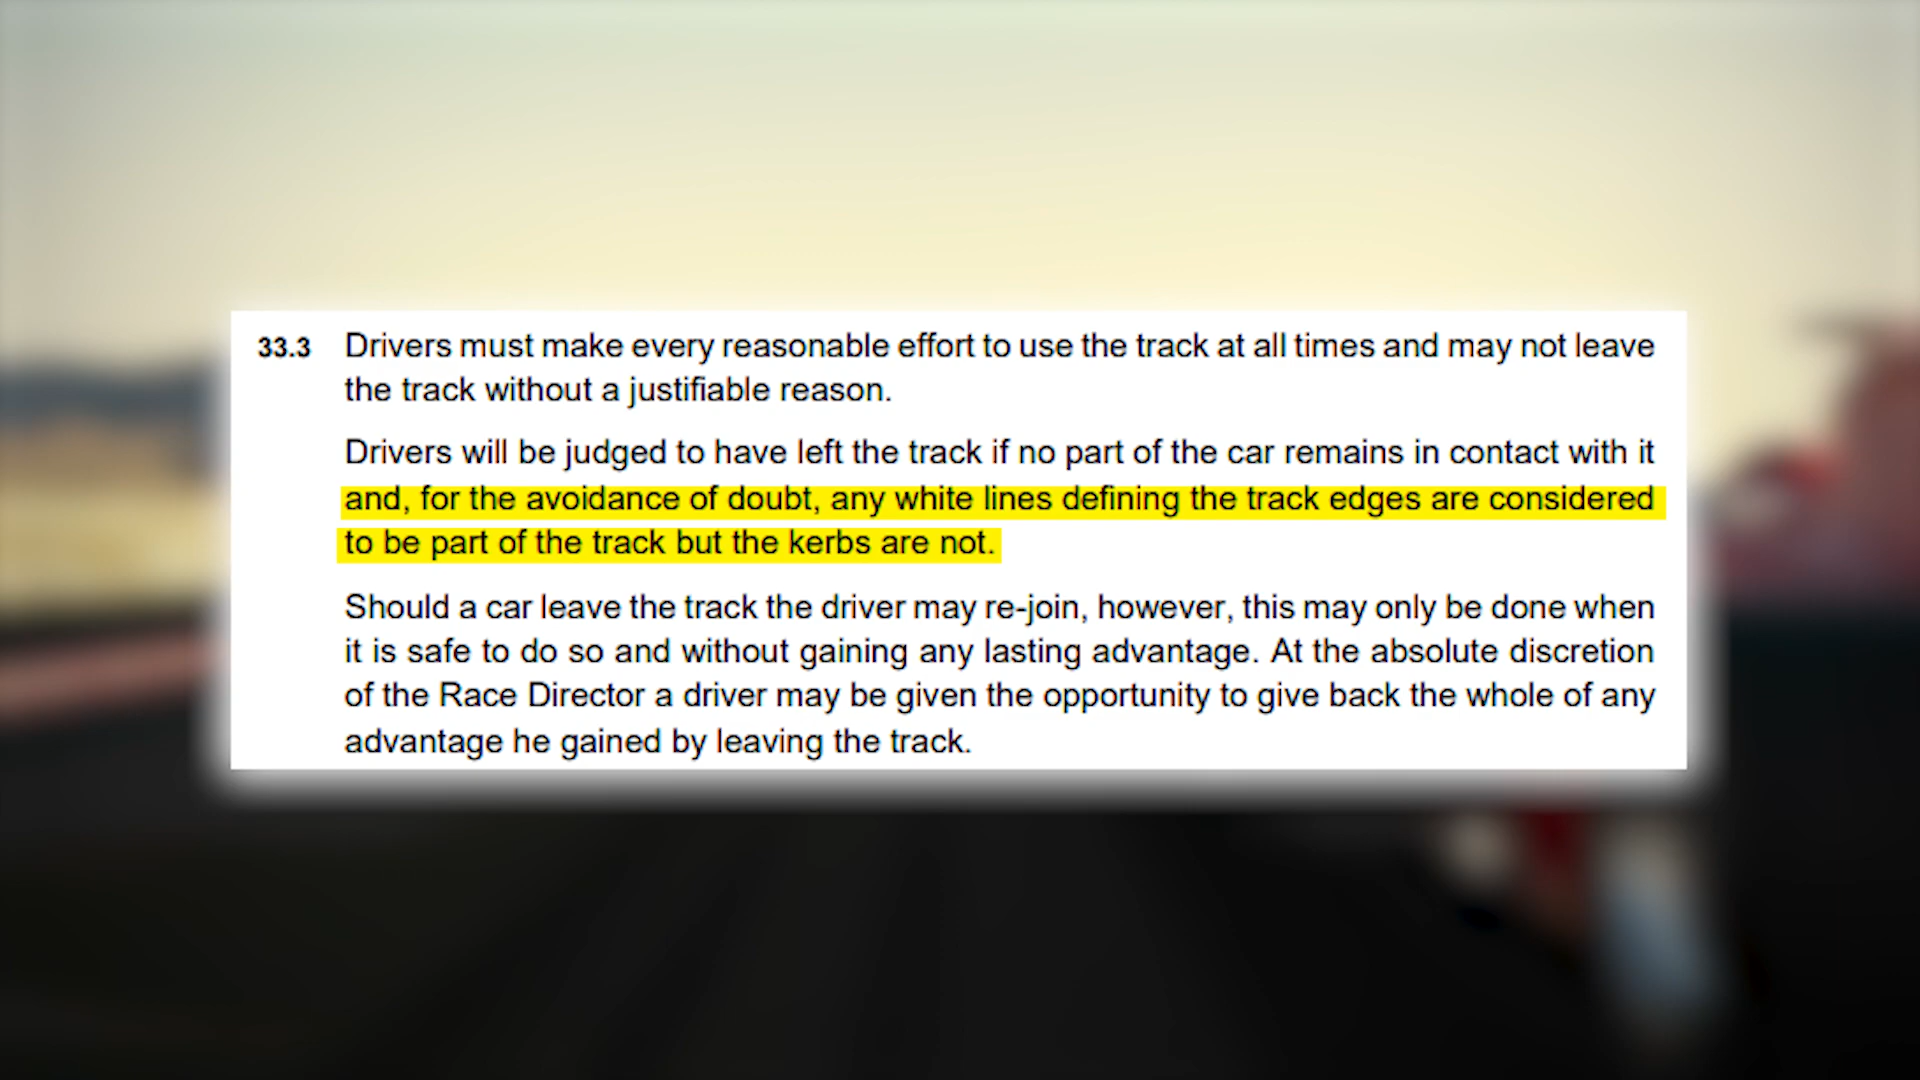 33.3 Drivers must make every reasonable effort to use the track at all times and may not leave
the track without a justifiable reason.
Drivers will be judged to have left the track if no part of the car remains in contact with it
and, for the avoidance of doubt, any white lines defining the track edges are considered
to be part of the track but the kerbs are not.
Should a car leave the track the driver may re-join, however, this may only be done when
it is safe to do so and without gaining any lasting advantage. At the absolute discretion
of the Race Director a driver may be given the opportunity to give back the whole of any
advantage he gained by leaving the track.